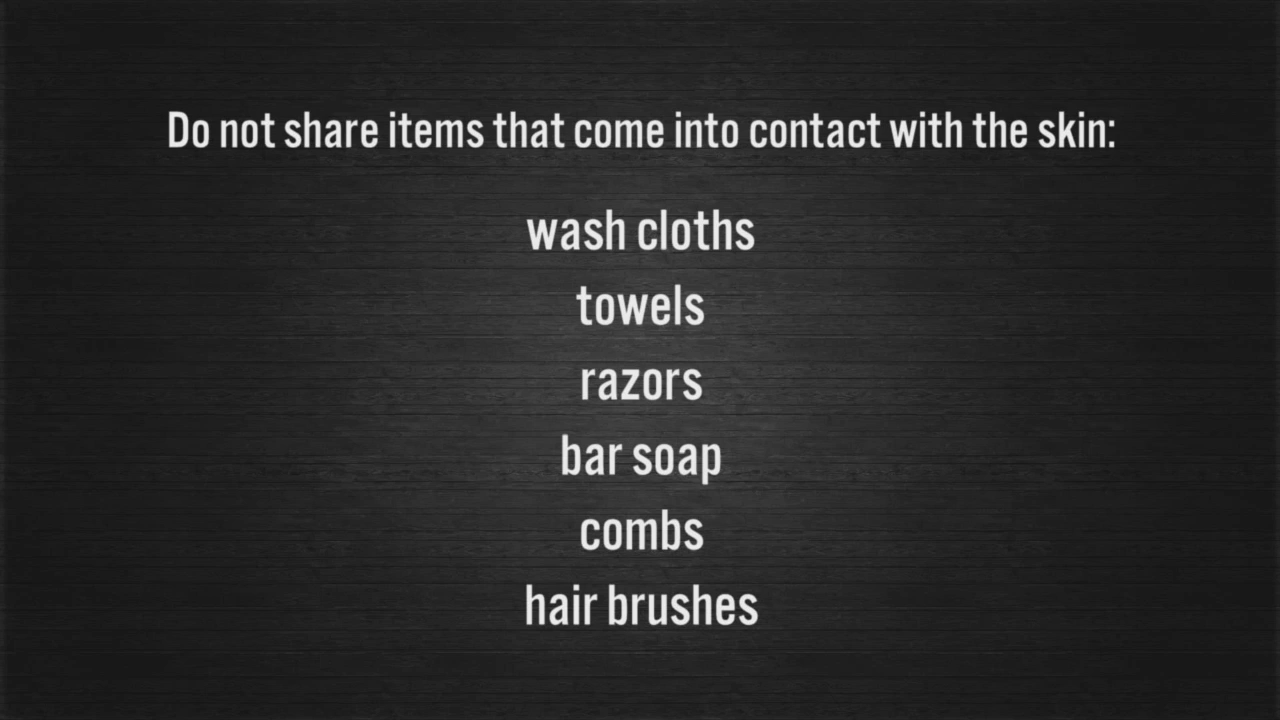 Do not share items that come into contact with the skin:
wash cloths
towels
razors
bar soap
combs
hair brushes